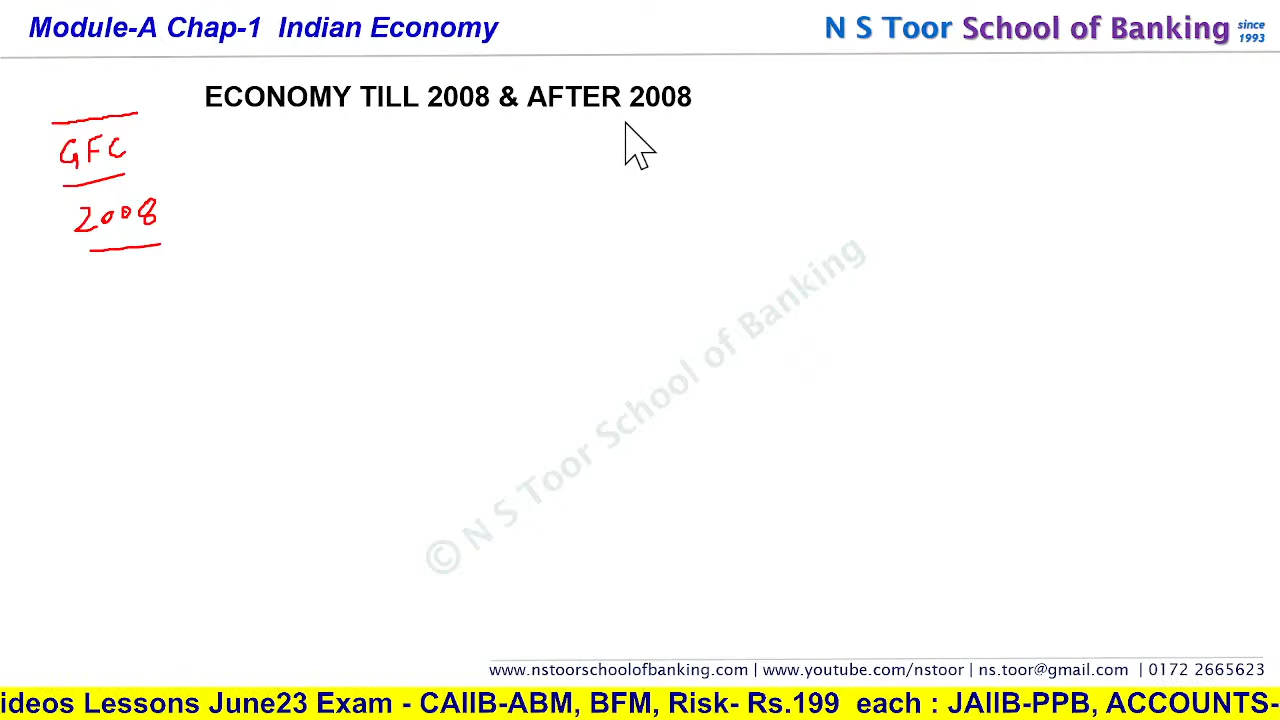 Module-A Chap-1 Indian Economy
N S Toor School of Banking since 1993
ECONOMY TILL 2008 & AFTER 2008
GFC
2008
© N S Toor School of Banking
www.nstoorschoolofbanking.com | www.youtube.com/nstoor | ns.toor@gmail.com | 0172 2665623
ideos Lessons June23 Exam - CAIIB-ABM, BFM, Risk- Rs.199 each : JAIIB-PPB, ACCOUNTS-